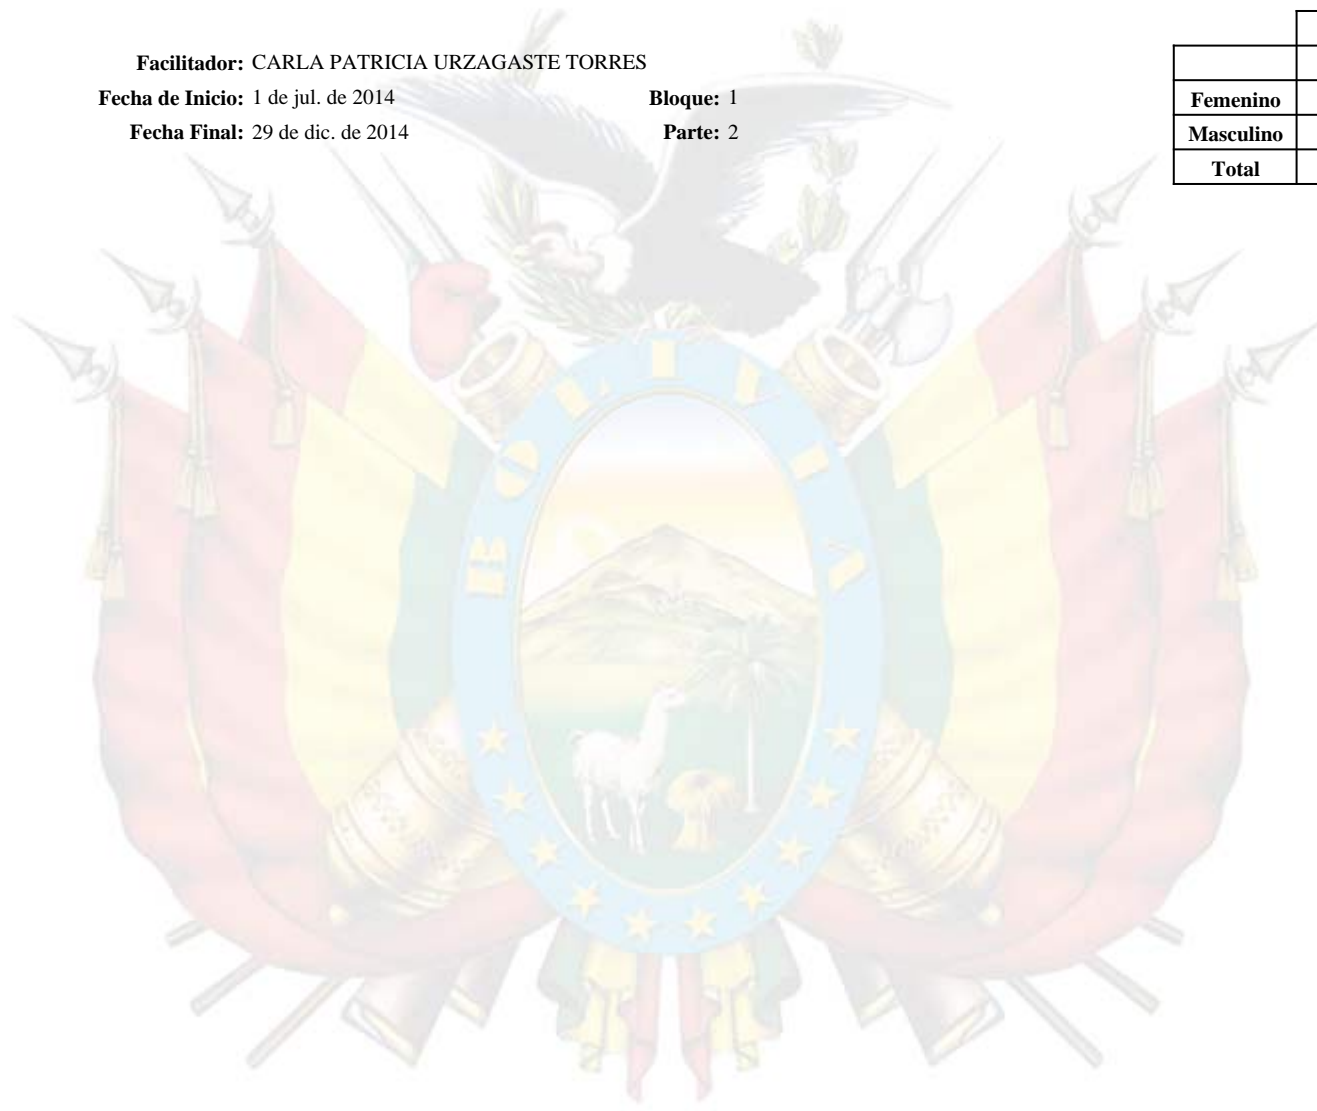 Facilitador: CARLA PATRICIA URZAGASTE TORRES
Fecha de Inicio: 1 de jul. de 2014 Bloque: 1
Fecha Final: 29 de dic. de 2014 Parte: 2
Femenino
Masculino
Total
BOLIVIA